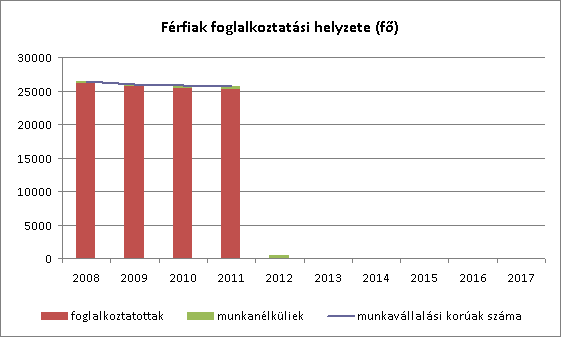 Férfiak foglalkoztatási helyzete (fő)
30000
25000
20000
15000
10000
5000
0
2008 2009 2010 2011 2012 2013 2014 2015 2016 2017
foglalkoztatottak munkanélküliek munkavállalási korúak száma